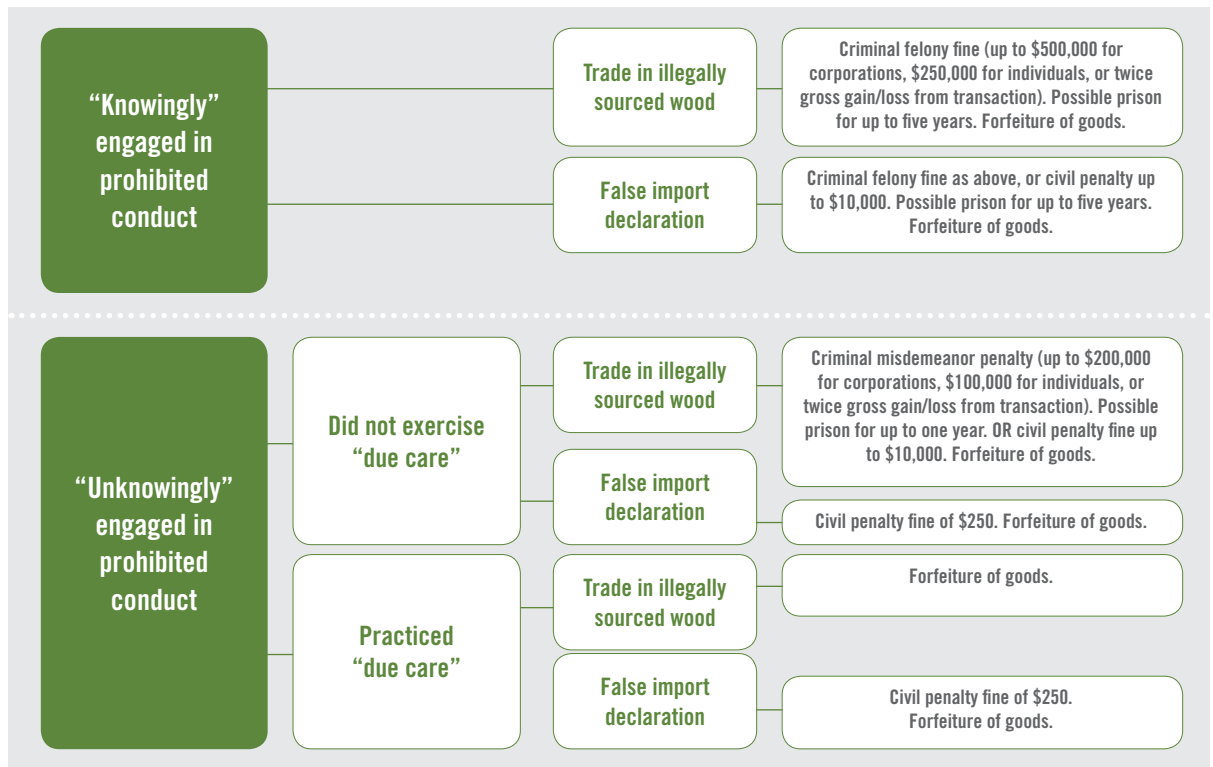 “Knowingly”
engaged in
prohibited
conduct
Trade in illegally
sourced wood
Criminal felony fine (up to $500,000 for
corporations, $250,000 for individuals, or twice
gross gain/loss from transaction). Possible prison
for up to five years. Forfeiture of goods.
False import
declaration
Criminal felony fine as above, or civil penalty up
to $10,000. Possible prison for up to five years.
Forfeiture of goods.
“Unknowingly”
engaged in
prohibited
conduct
Did not exercise
“due care”
Trade in illegally
sourced wood
Criminal misdemeanor penalty (up to $200,000
for corporations, $100,000 for individuals, or
twice gross gain/loss from transaction). Possible
prison for up to one year. OR civil penalty fine up
to $10,000. Forfeiture of goods.
False import
declaration
Civil penalty fine of $250. Forfeiture of goods.
Practiced
“due care”
Trade in illegally
sourced wood
Forfeiture of goods.
False import
declaration
Civil penalty fine of $250.
Forfeiture of goods.